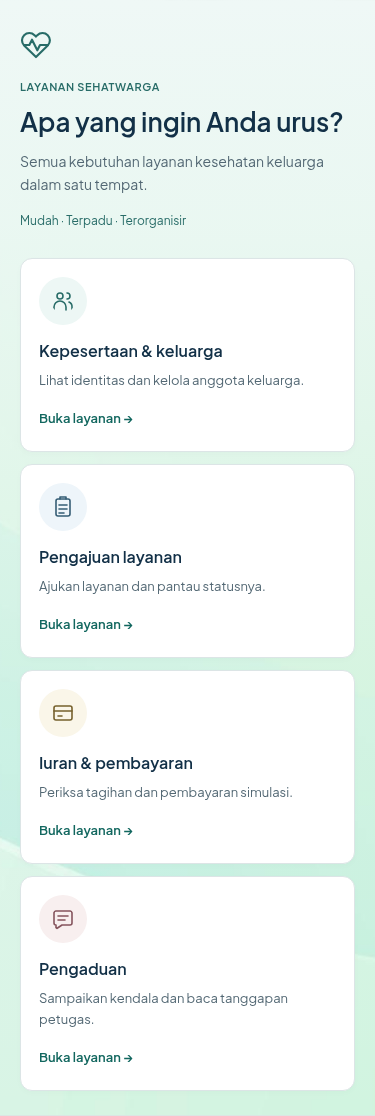 LAYANAN SEHATWARGA
Apa yang ingin Anda urus?
Semua kebutuhan layanan kesehatan keluarga
dalam satu tempat.
Mudah · Terpadu · Terorganisir
Kepesertaan & keluarga
Lihat identitas dan kelola anggota keluarga.
Buka layanan →
Pengajuan layanan
Ajukan layanan dan pantau statusnya.
Buka layanan →
Iuran & pembayaran
Periksa tagihan dan pembayaran simulasi.
Buka layanan →
Pengaduan
Sampaikan kendala dan baca tanggapan
petugas.
Buka layanan →